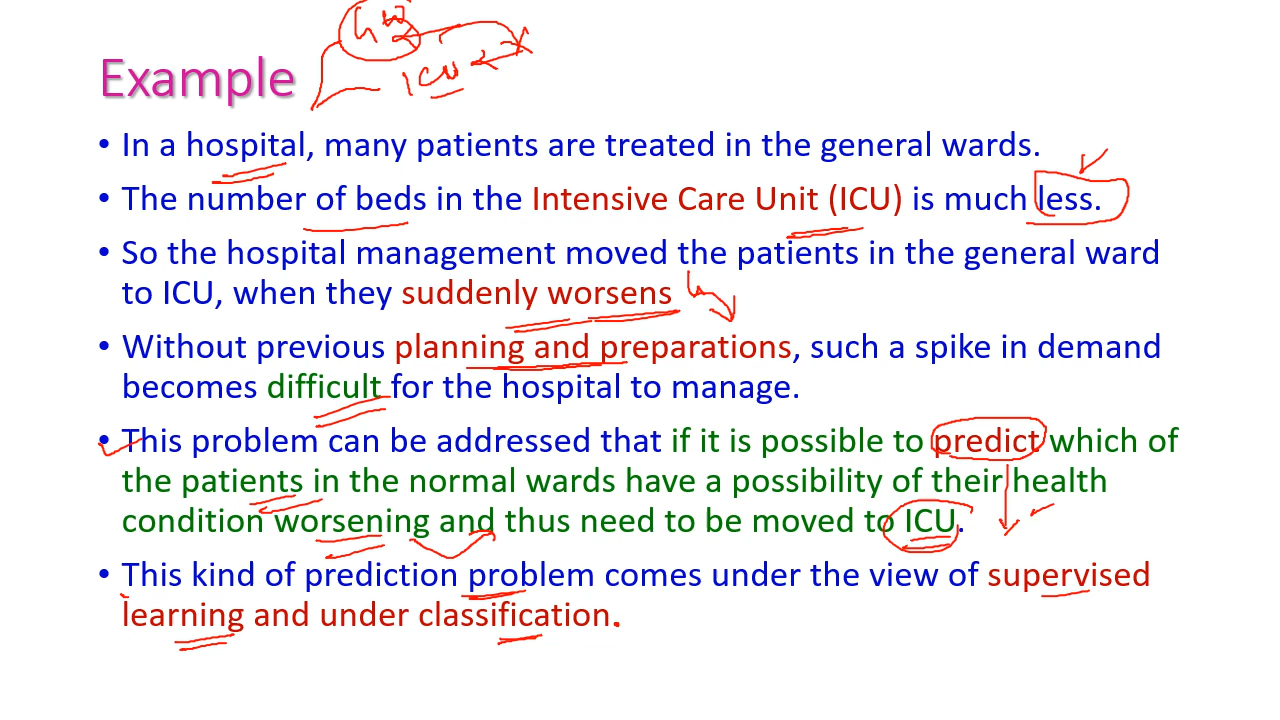 GW
ICU
Example
• In a hospital, many patients are treated in the general wards.
• The number of beds in the Intensive Care Unit (ICU) is much less.
• So the hospital management moved the patients in the general ward
to ICU, when they suddenly worsens
• Without previous planning and preparations, such a spike in demand
becomes difficult for the hospital to manage.
• This problem can be addressed that if it is possible to predict which of
the patients in the normal wards have a possibility of their health
condition worsening and thus need to be moved to ICU.
• This kind of prediction problem comes under the view of supervised
learning and under classification.